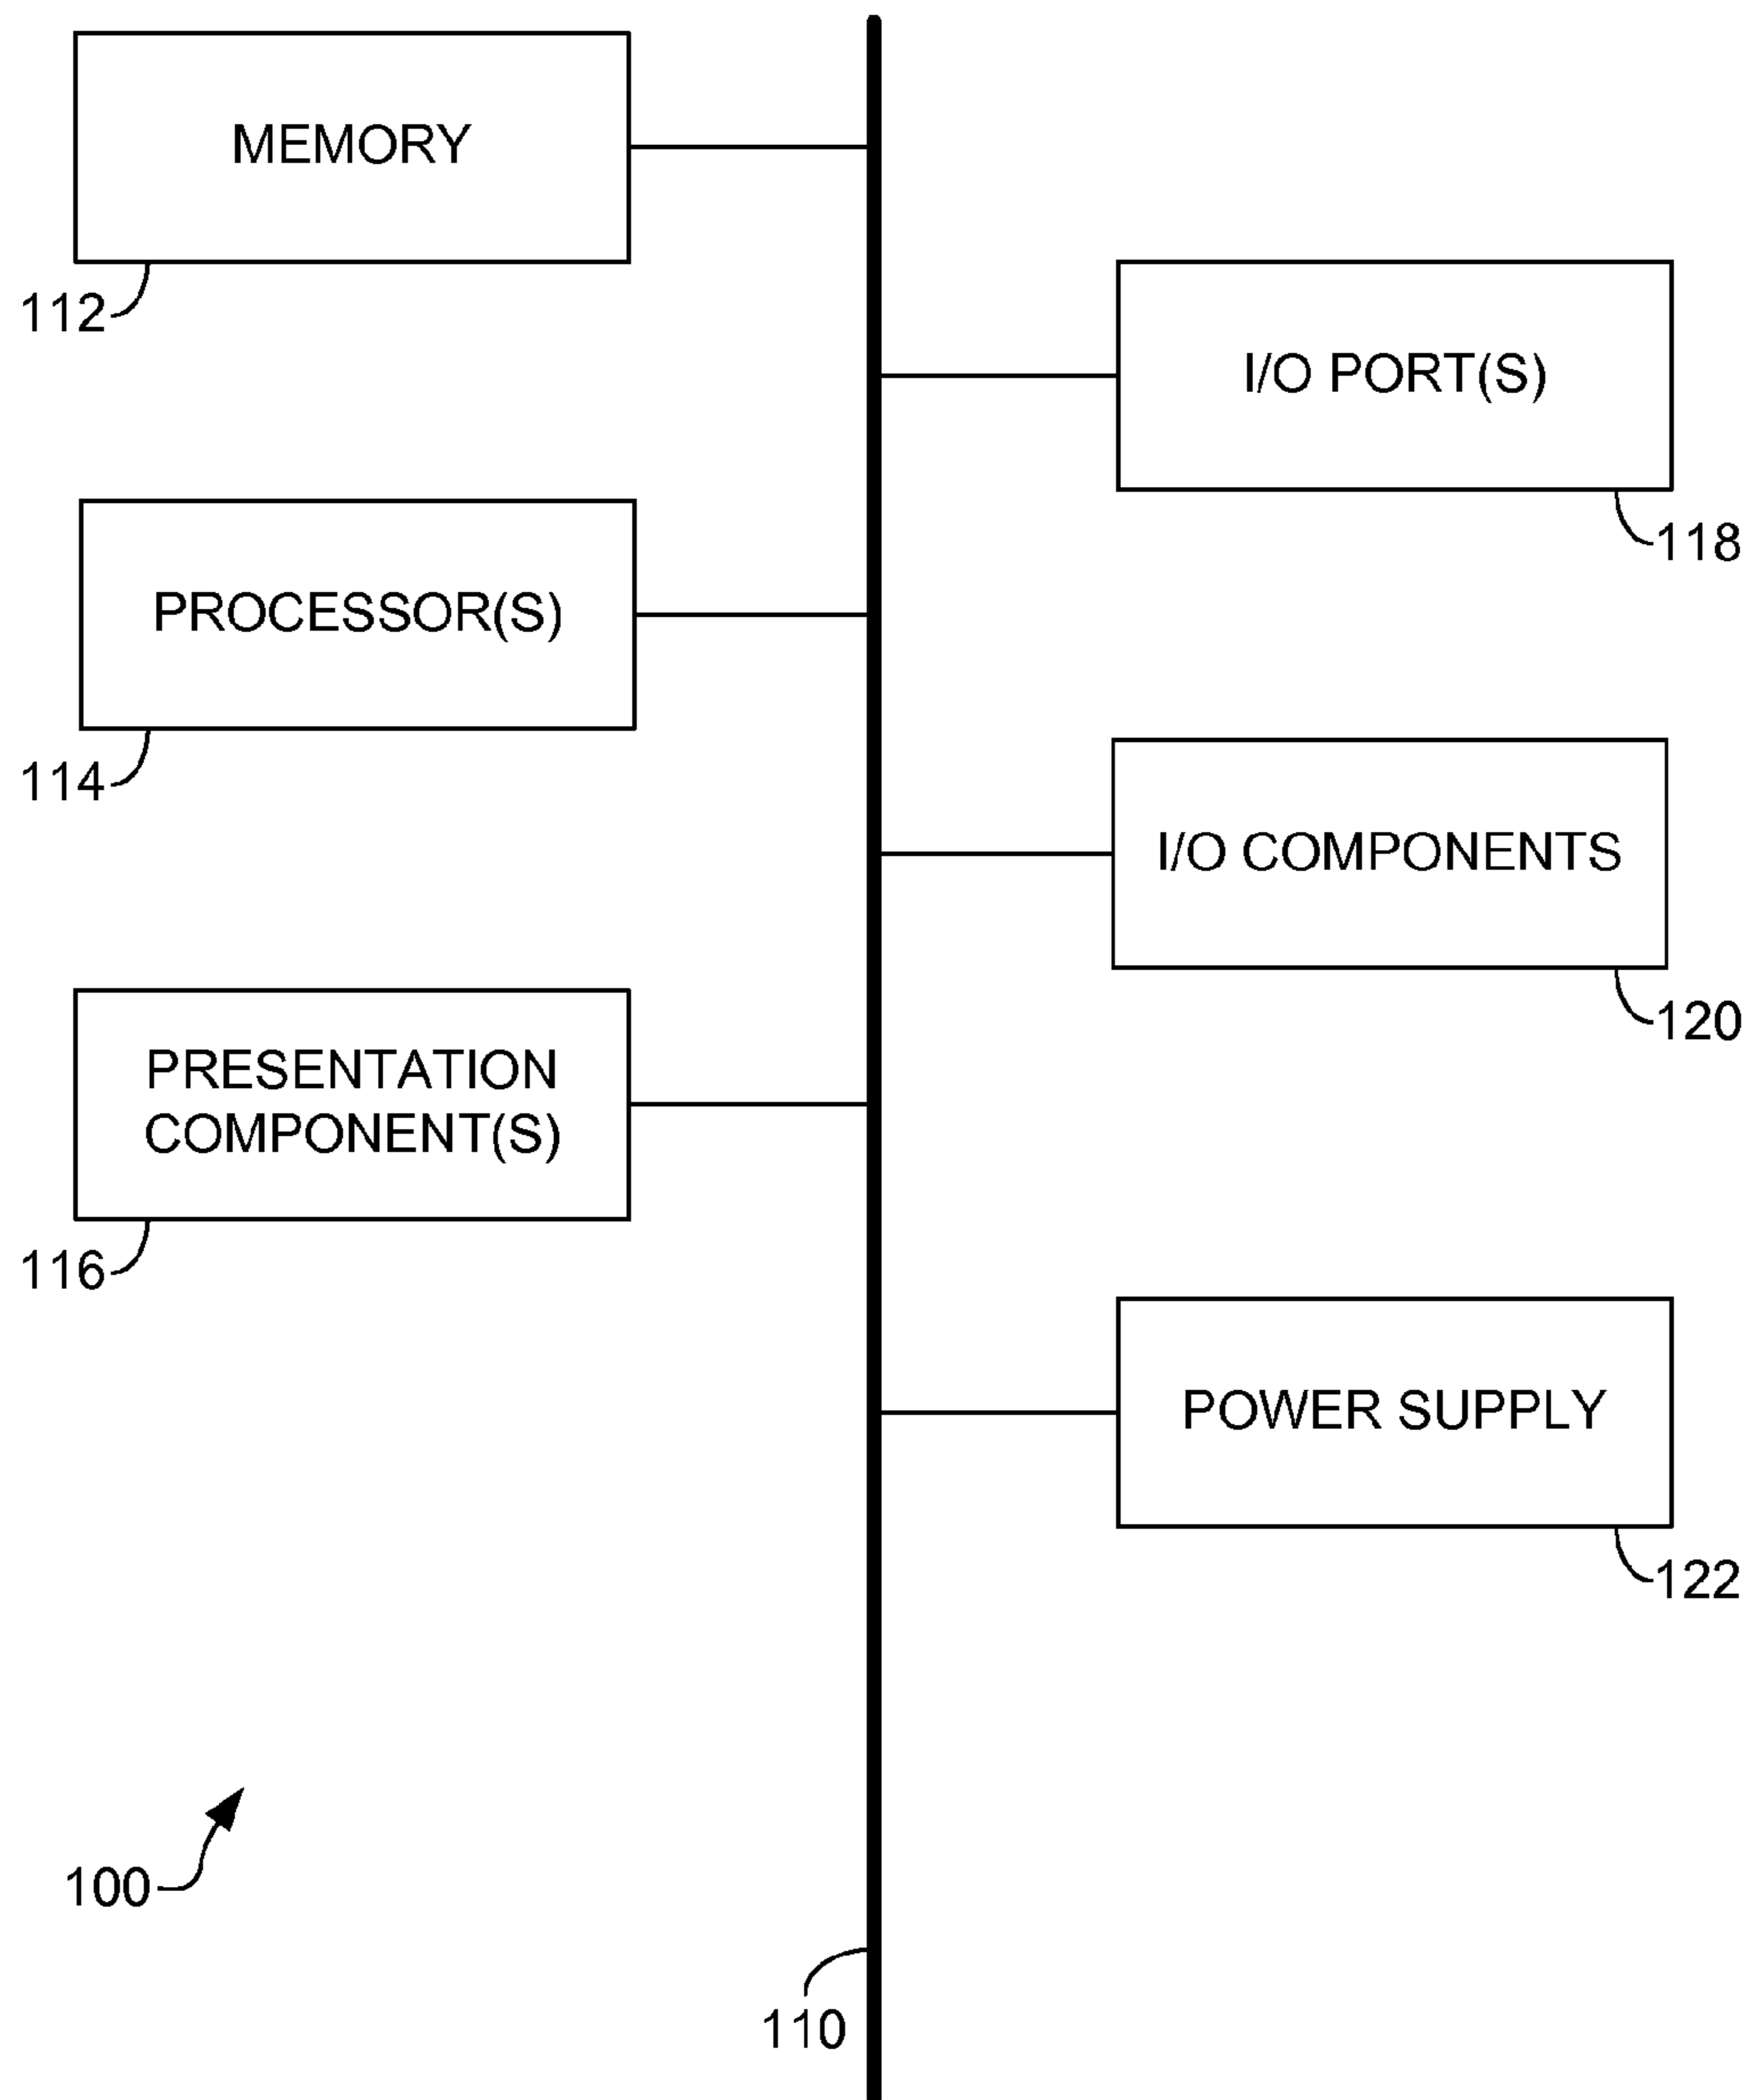 MEMORY
112
I/O PORT(S)
118
PROCESSOR(S)
114
I/O COMPONENTS
120
PRESENTATION
COMPONENT(S)
116
POWER SUPPLY
122
100
110